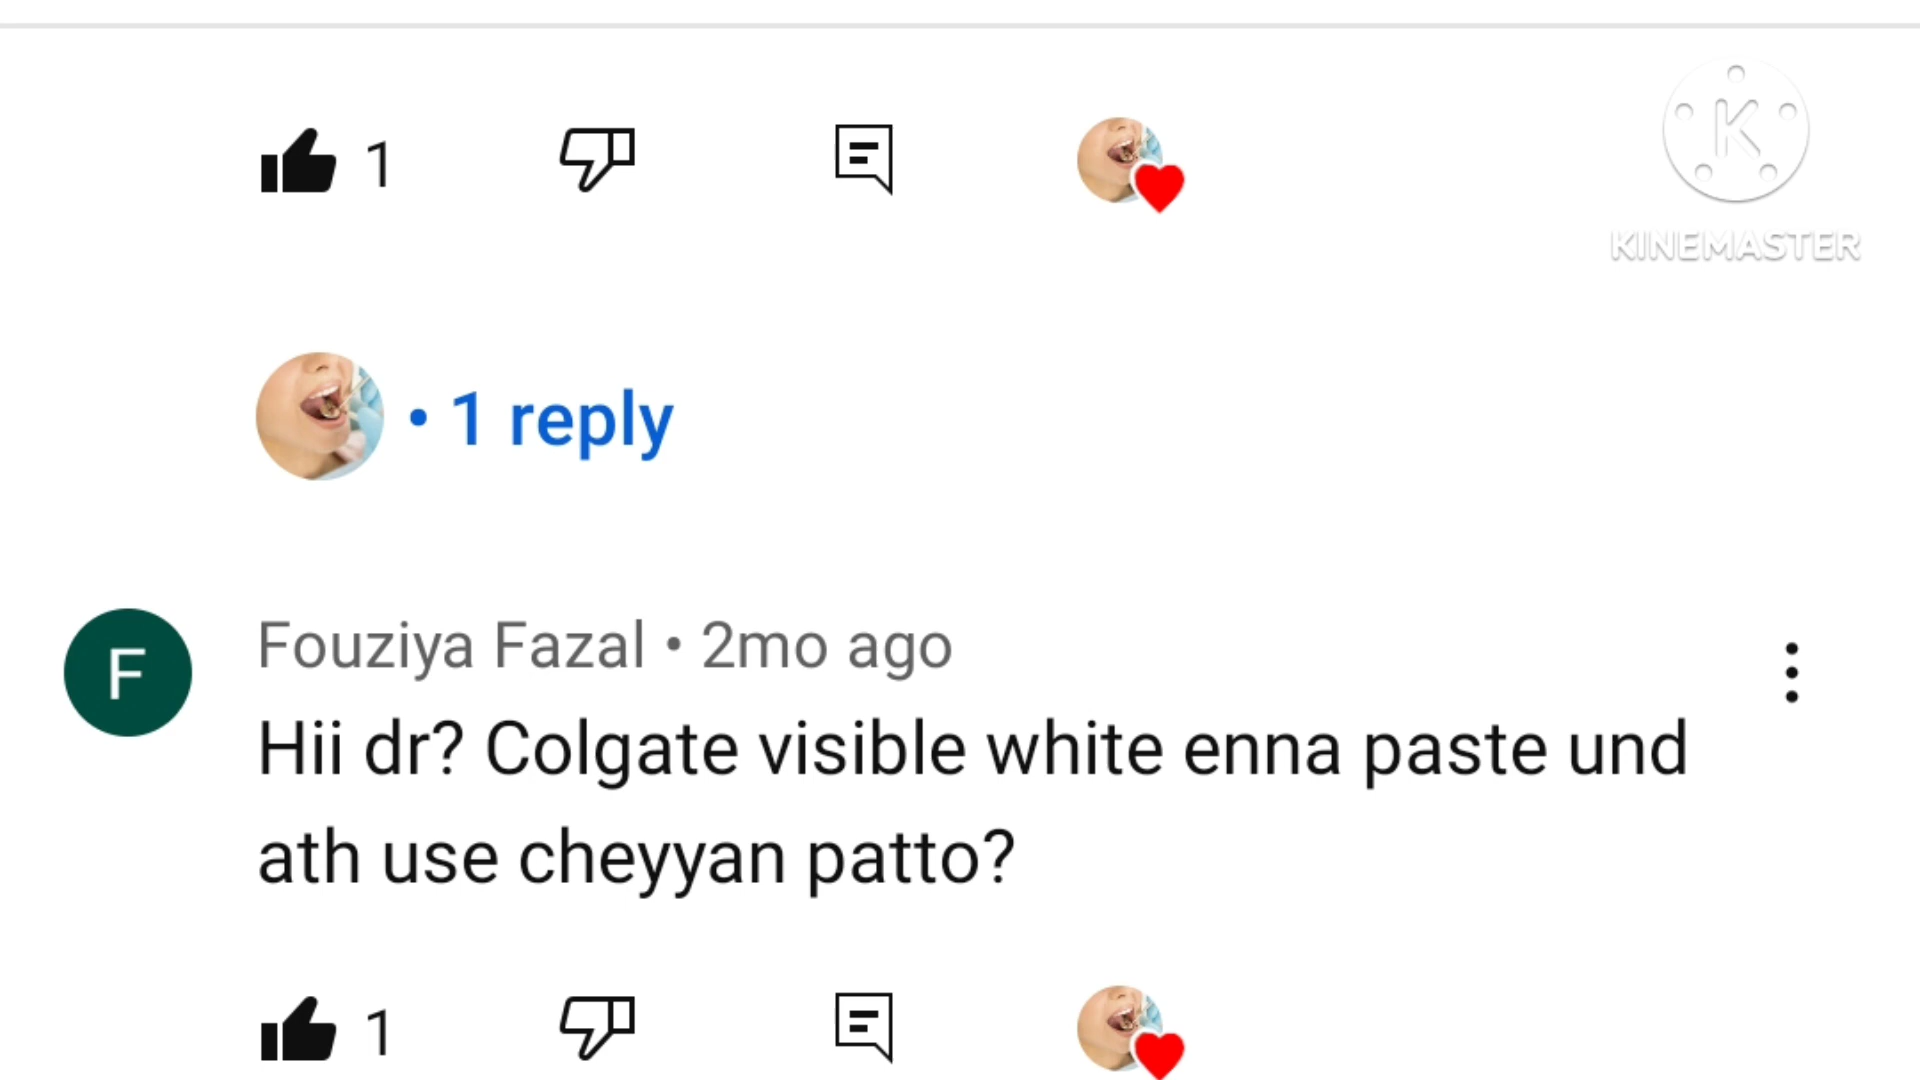 1
K
KINEMASTER
• 1 reply
F
Fouziya Fazal • 2mo ago
Hii dr? Colgate visible white enna paste und
ath use cheyyan patto?
1